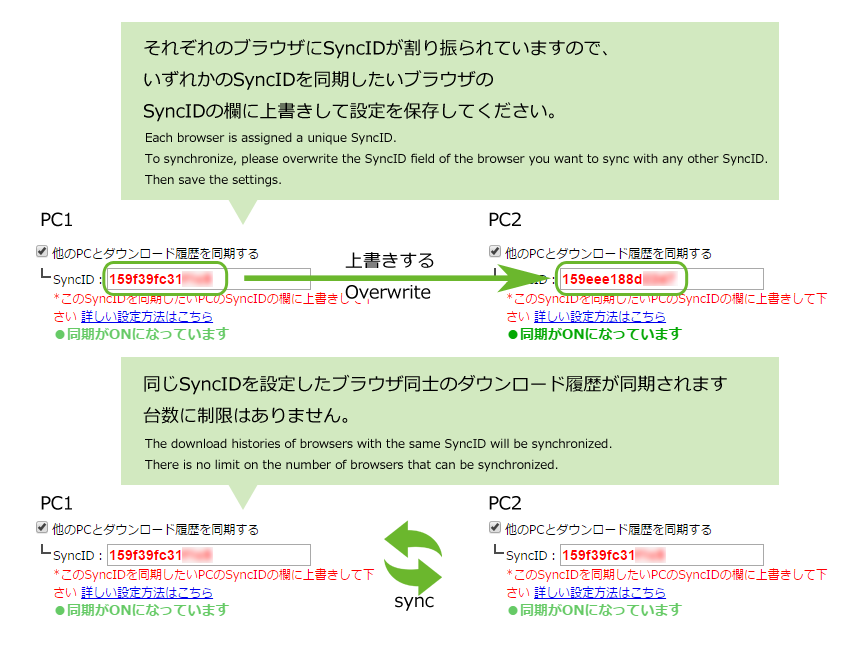 それぞれのブラウザにSyncIDが割り振られていますので、
いずれかのSyncIDを同期したいブラウザの
SyncIDの欄に上書きして設定を保存してください。
Each browser is assigned a unique SyncID.
To synchronize, please overwrite the SyncID field of the browser you want to sync with any other SyncID.
Then save the settings.
PC1
他のPCとダウンロード履歴を同期する
SyncID : 159f39fc31
*このSyncIDを同期したいPCのSyncIDの欄に上書きして下
さい 詳しい設定方法はこちら
●同期がONになっています
上書きする
Overwrite
PC2
他のPCとダウンロード履歴を同期する
ID : 159eee188d
*このSyncIDを同期したいPCのSyncIDの欄に上書きして下
さい 詳しい設定方法はこちら
●同期がONになっています
同じSyncIDを設定したブラウザ同士のダウンロード履歴が同期されます
台数に制限はありません。
The download histories of browsers with the same SyncID will be synchronized.
There is no limit on the number of browsers that can be synchronized.
PC1
他のPCとダウンロード履歴を同期する
SyncID : 159f39fc31
*このSyncIDを同期したいPCのSyncIDの欄に上書きして下
さい 詳しい設定方法はこちら
●同期がONになっています
sync
PC2
他のPCとダウンロード履歴を同期する
SyncID : 159f39fc31
*このSyncIDを同期したいPCのSyncIDの欄に上書きして下
さい 詳しい設定方法はこちら
●同期がONになっています